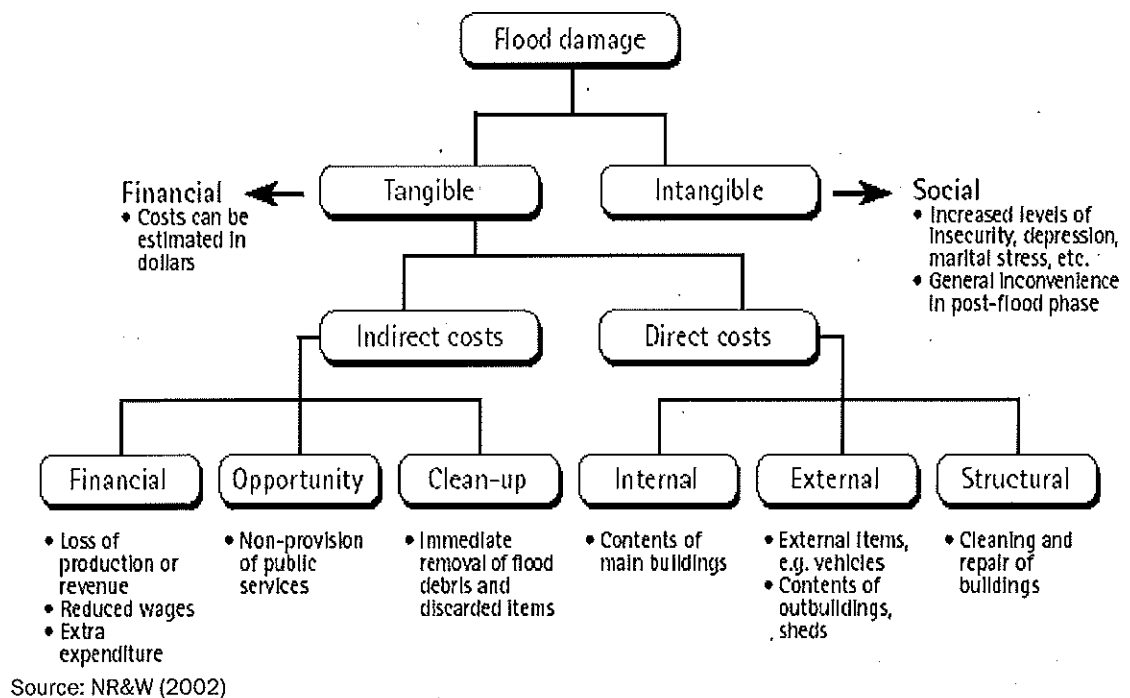 Flood damage
Financial
• Costs can be
estimated in
dollars
Tangible
Intangible
Social
• Increased levels of
insecurity, depression,
marital stress, etc.
• General inconvenience
in post-flood phase
Indirect costs
Direct costs
Financial
• Loss of
production or
revenue
• Reduced wages
• Extra
expenditure
Opportunity
• Non-provision
of public
services
Clean-up
• Immediate
removal of flood
debris and
discarded items
Internal
• Contents of
main buildings
External
• External items,
e.g. vehicles
• Contents of
outbuildings,
sheds
Structural
• Cleaning and
repair of
buildings
Source: NR&W (2002)